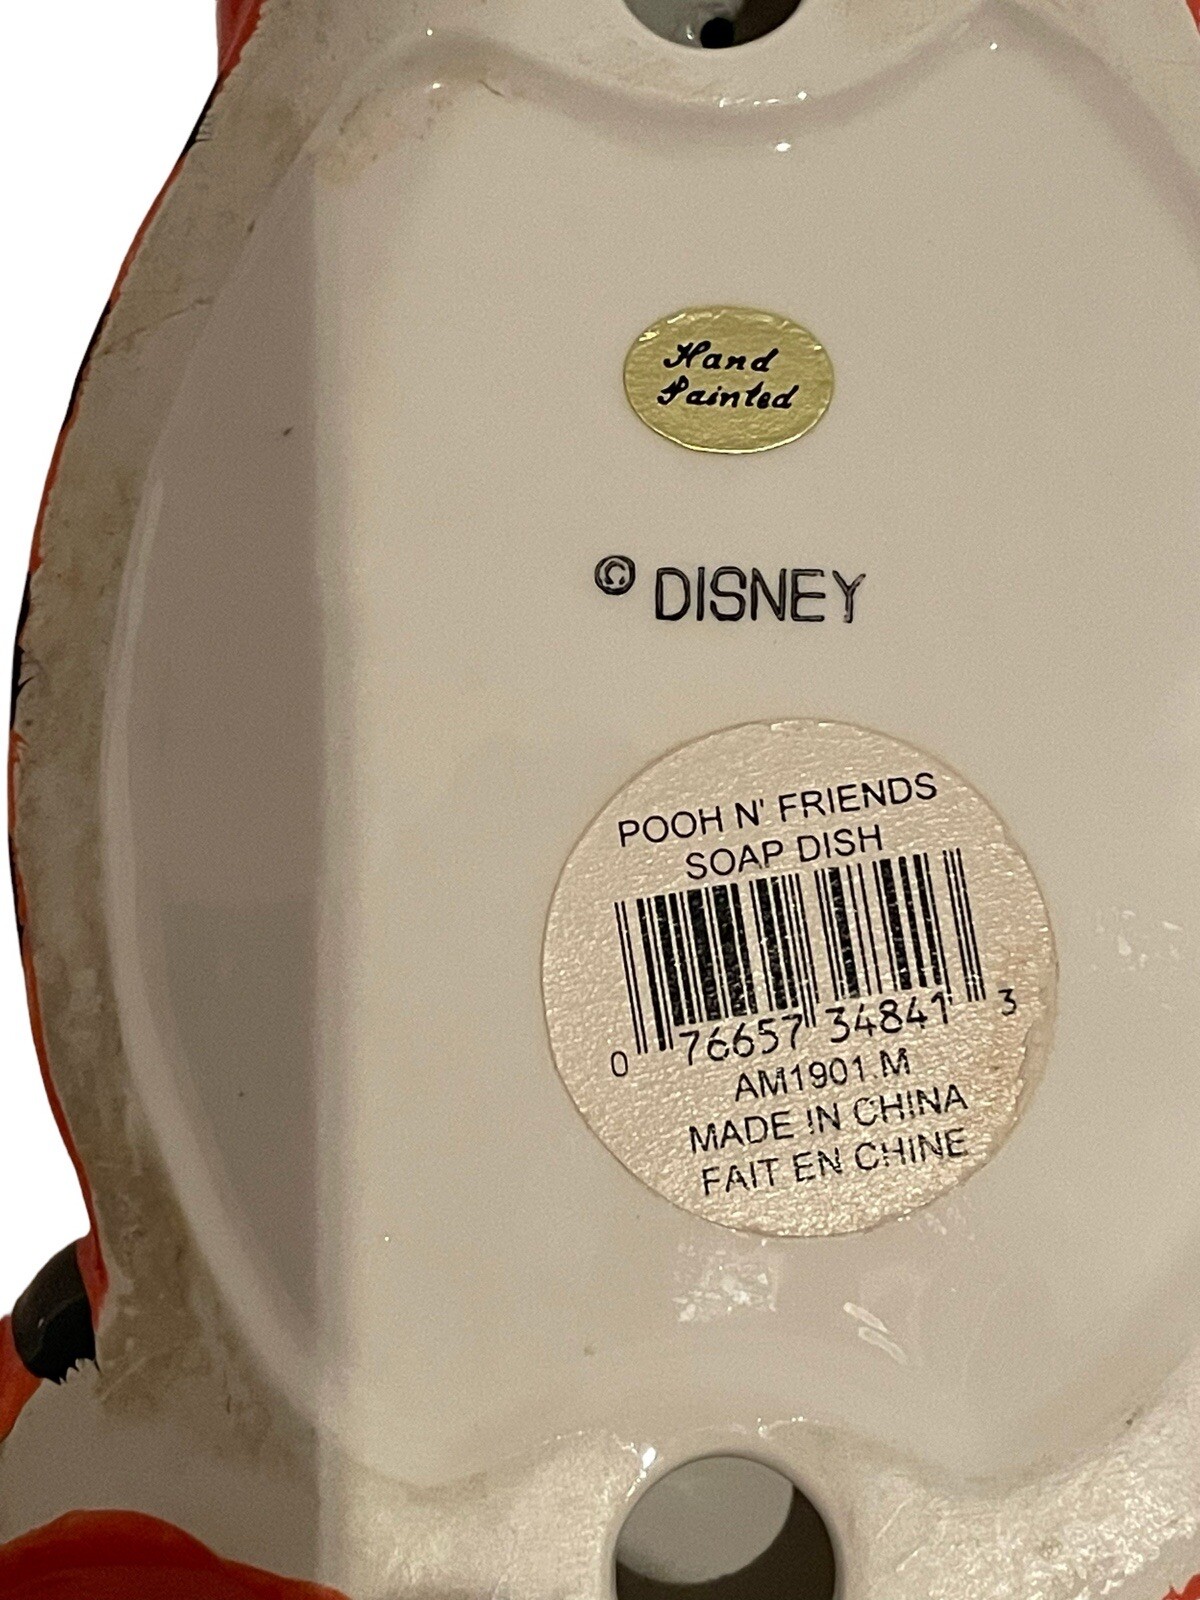 Hand
Painted
© DISNEY
POOH N' FRIENDS
SOAP DISH
0 76657 34841 3
AM1901.M
MADE IN CHINA
FAIT EN CHINE